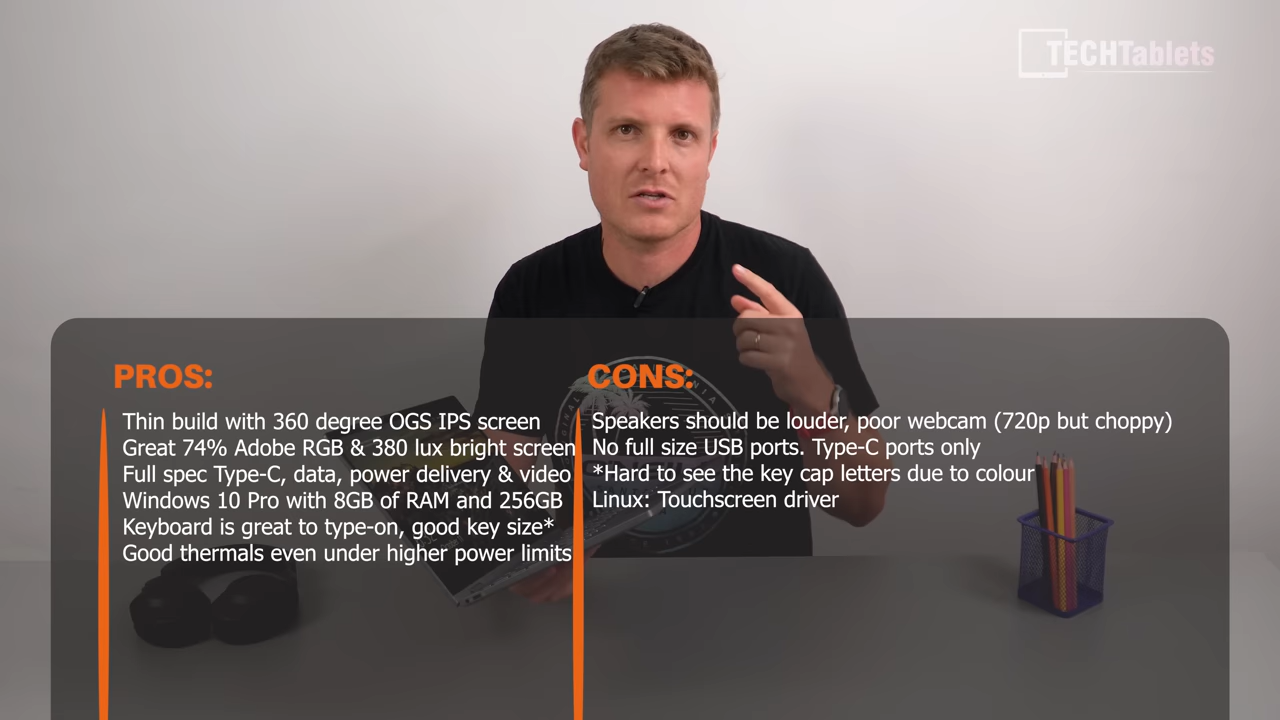 TECHTablets
PROS:
Thin build with 360 degree OGS IPS screen
Great 74% Adobe RGB & 380 lux bright screen
Full spec Type-C, data, power delivery & video
Windows 10 Pro with 8GB of RAM and 256GB
Keyboard is great to type-on, good key size*
Good thermals even under higher power limits
CONS:
Speakers should be louder, poor webcam (720p but choppy)
No full size USB ports. Type-C ports only
*Hard to see the key cap letters due to colour
Linux: Touchscreen driver